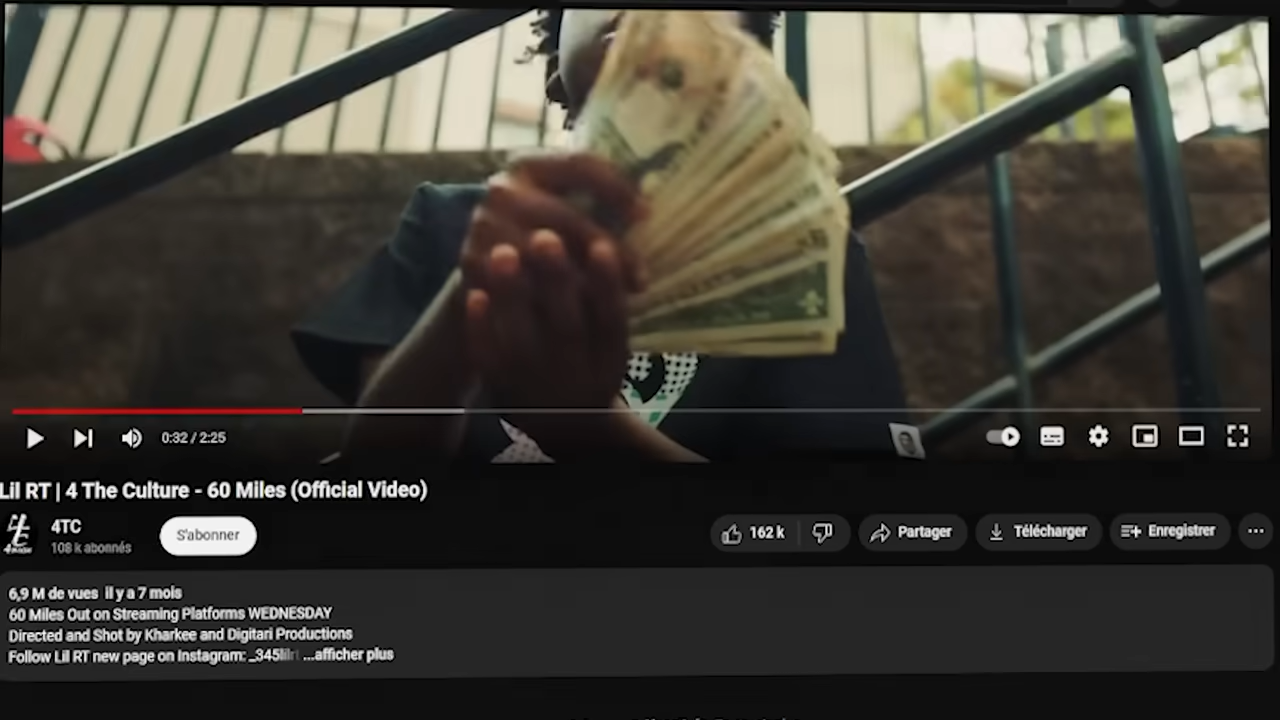 0:32 / 2:25
Lil RT | 4 The Culture - 60 Miles (Official Video)
4TC
108 k abonnés
S'abonner
162 k
Partager
Télécharger
Enregistrer
6,9 M de vues il y a 7 mois
60 Miles Out on Streaming Platforms WEDNESDAY
Directed and Shot by Kharkee and Digitari Productions
Follow Lil RT new page on Instagram: _345lilrt ...afficher plus